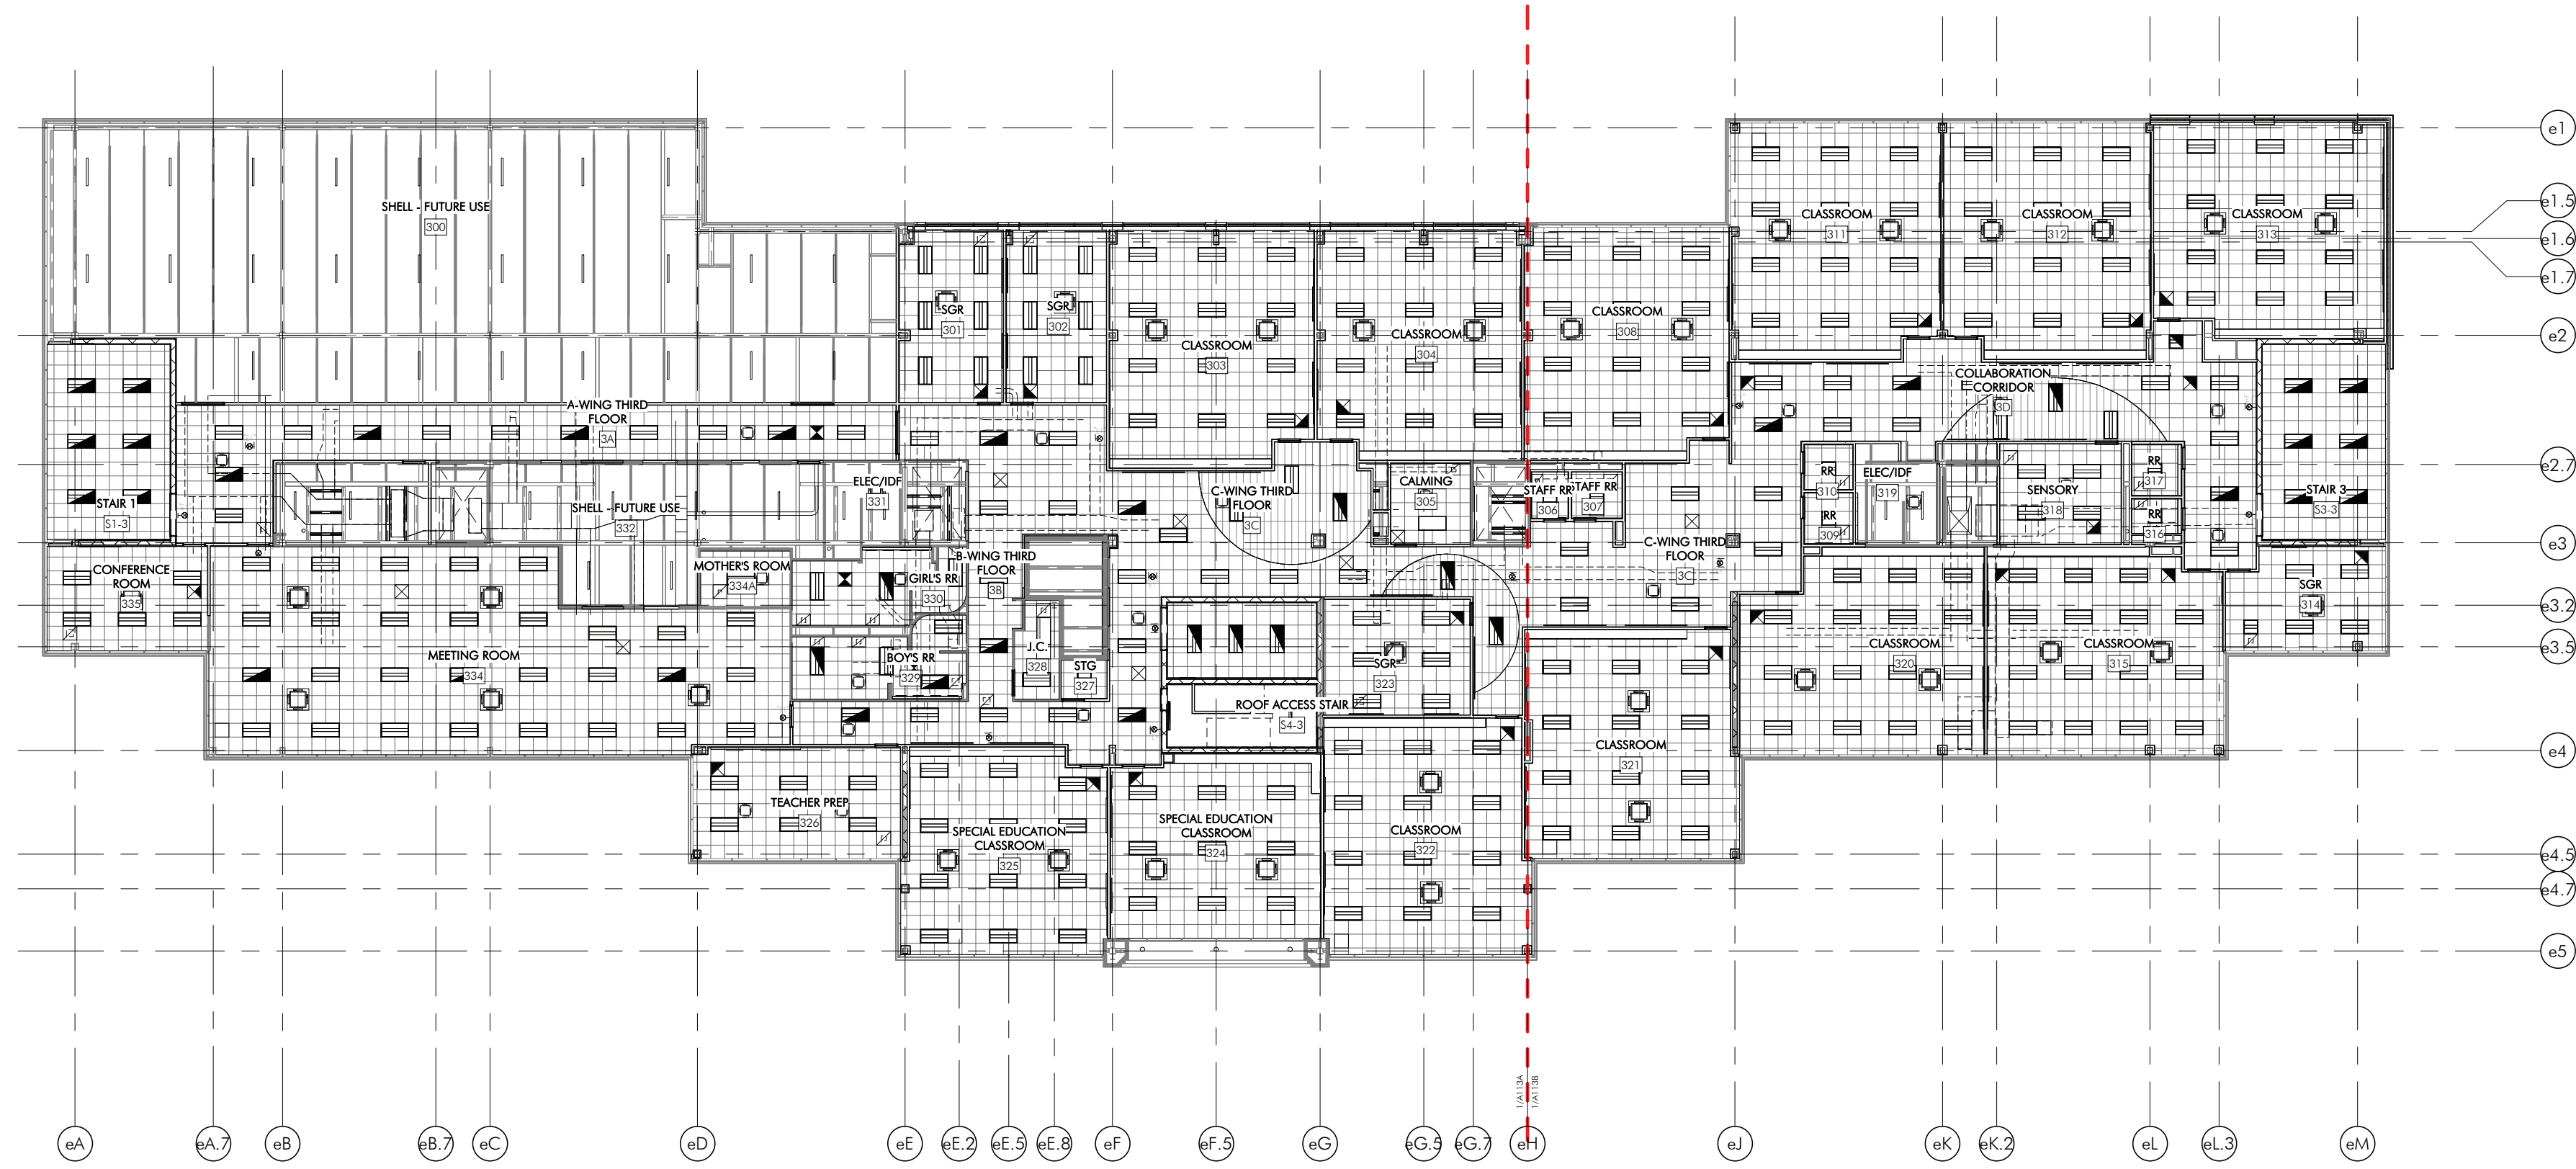 e1
e1.5
e1.6
e1.7
e2
e2.7
e3
e3.2
e3.5
e4
e4.5
e4.7
e5
SHELL - FUTURE USE
300
SGR
301
SGR
302
CLASSROOM
303
CLASSROOM
304
CLASSROOM
308
CLASSROOM
311
CLASSROOM
312
CLASSROOM
313
A-WING THIRD
FLOOR
3A
COLLABORATION
CORRIDOR
3D
STAIR 1
S1-3
SHELL - FUTURE USE
332
ELEC/IDF
331
C-WING THIRD
FLOOR
3C
CALMING
305
STAFF RR
306
STAFF RR
307
RR
310
RR
309
ELEC/IDF
319
SENSORY
318
RR
317
RR
316
STAIR 3
S3-3
CONFERENCE
ROOM
335
MOTHER'S ROOM
334A
GIRL'S RR
330
B-WING THIRD
FLOOR
3B
C-WING THIRD
FLOOR
3C
SGR
314
MEETING ROOM
334
BOY'S RR
329
J.C.
328
STG
327
SGR
323
ROOF ACCESS STAIR
S4-3
CLASSROOM
320
CLASSROOM
315
TEACHER PREP
326
SPECIAL EDUCATION
CLASSROOM
325
SPECIAL EDUCATION
CLASSROOM
324
CLASSROOM
322
CLASSROOM
321
1/A113A
1/A113B
eA
eA.7
eB
eB.7
eC
eD
eE
eE.2
eE.5
eE.8
eF
eF.5
eG
eG.5
eG.7
eH
eJ
eK
eK.2
eL
eL.3
eM